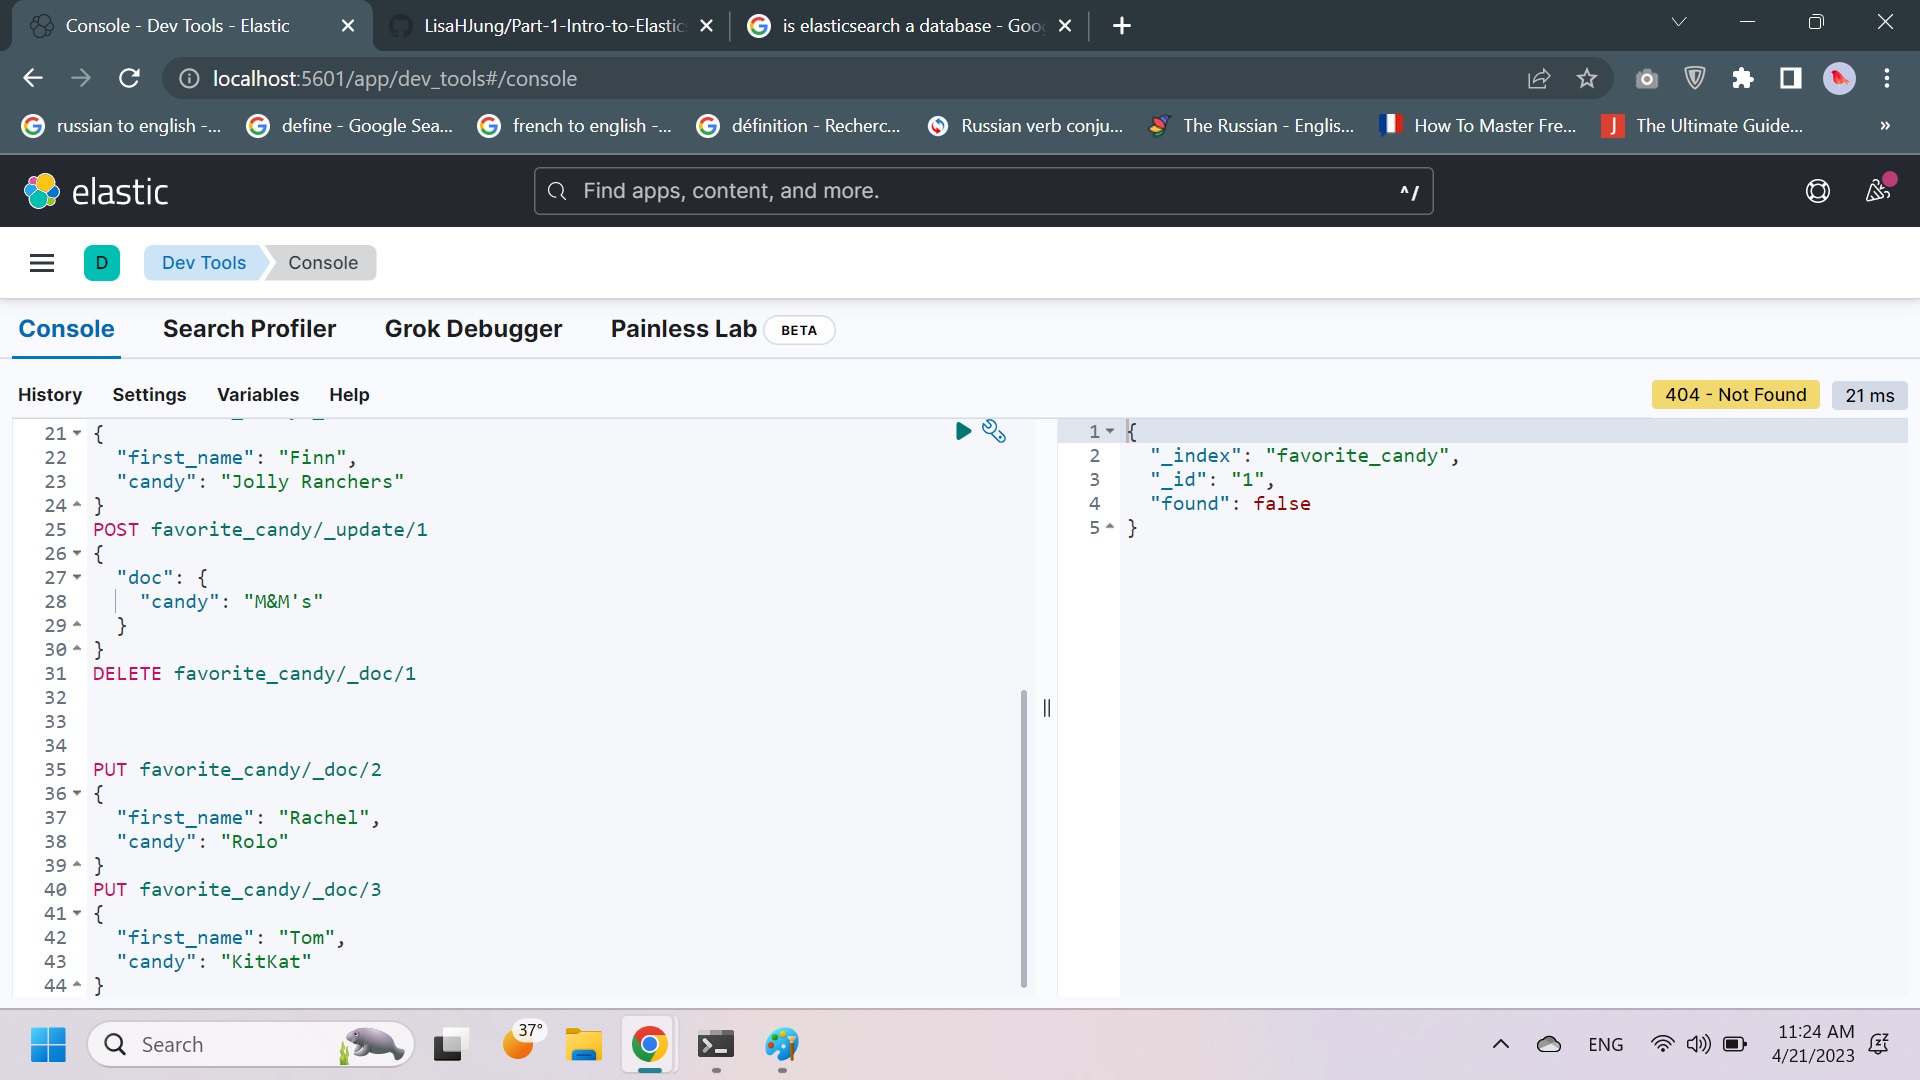 Console - Dev Tools - Elastic
LisaHJung/Part-1-Intro-to-Elastic
is elasticsearch a database - Goo
localhost:5601/app/dev_tools#/console
russian to english -...
define - Google Sea...
french to english -...
définition - Recherc...
Russian verb conju...
The Russian - Englis...
How To Master Fre...
J
The Ultimate Guide...
»
elastic
Find apps, content, and more.
^/
D
Dev Tools
Console
Console
Search Profiler
Grok Debugger
Painless Lab
BETA
History
Settings
Variables
Help
404 - Not Found
21 ms
21 {
22 "first_name": "Finn",
23 "candy": "Jolly Ranchers"
24 }
25 POST favorite_candy/_update/1
26 {
27 "doc": {
28 "candy": "M&M's"
29 }
30 }
31 DELETE favorite_candy/_doc/1
32
33
34
35 PUT favorite_candy/_doc/2
36 {
37 "first_name": "Rachel",
38 "candy": "Rolo"
39 }
40 PUT favorite_candy/_doc/3
41 {
42 "first_name": "Tom",
43 "candy": "KitKat"
44 }
1 {
2 "_index": "favorite_candy",
3 "_id": "1",
4 "found": false
5 }
Search
37°
ENG
11:24 AM
4/21/2023